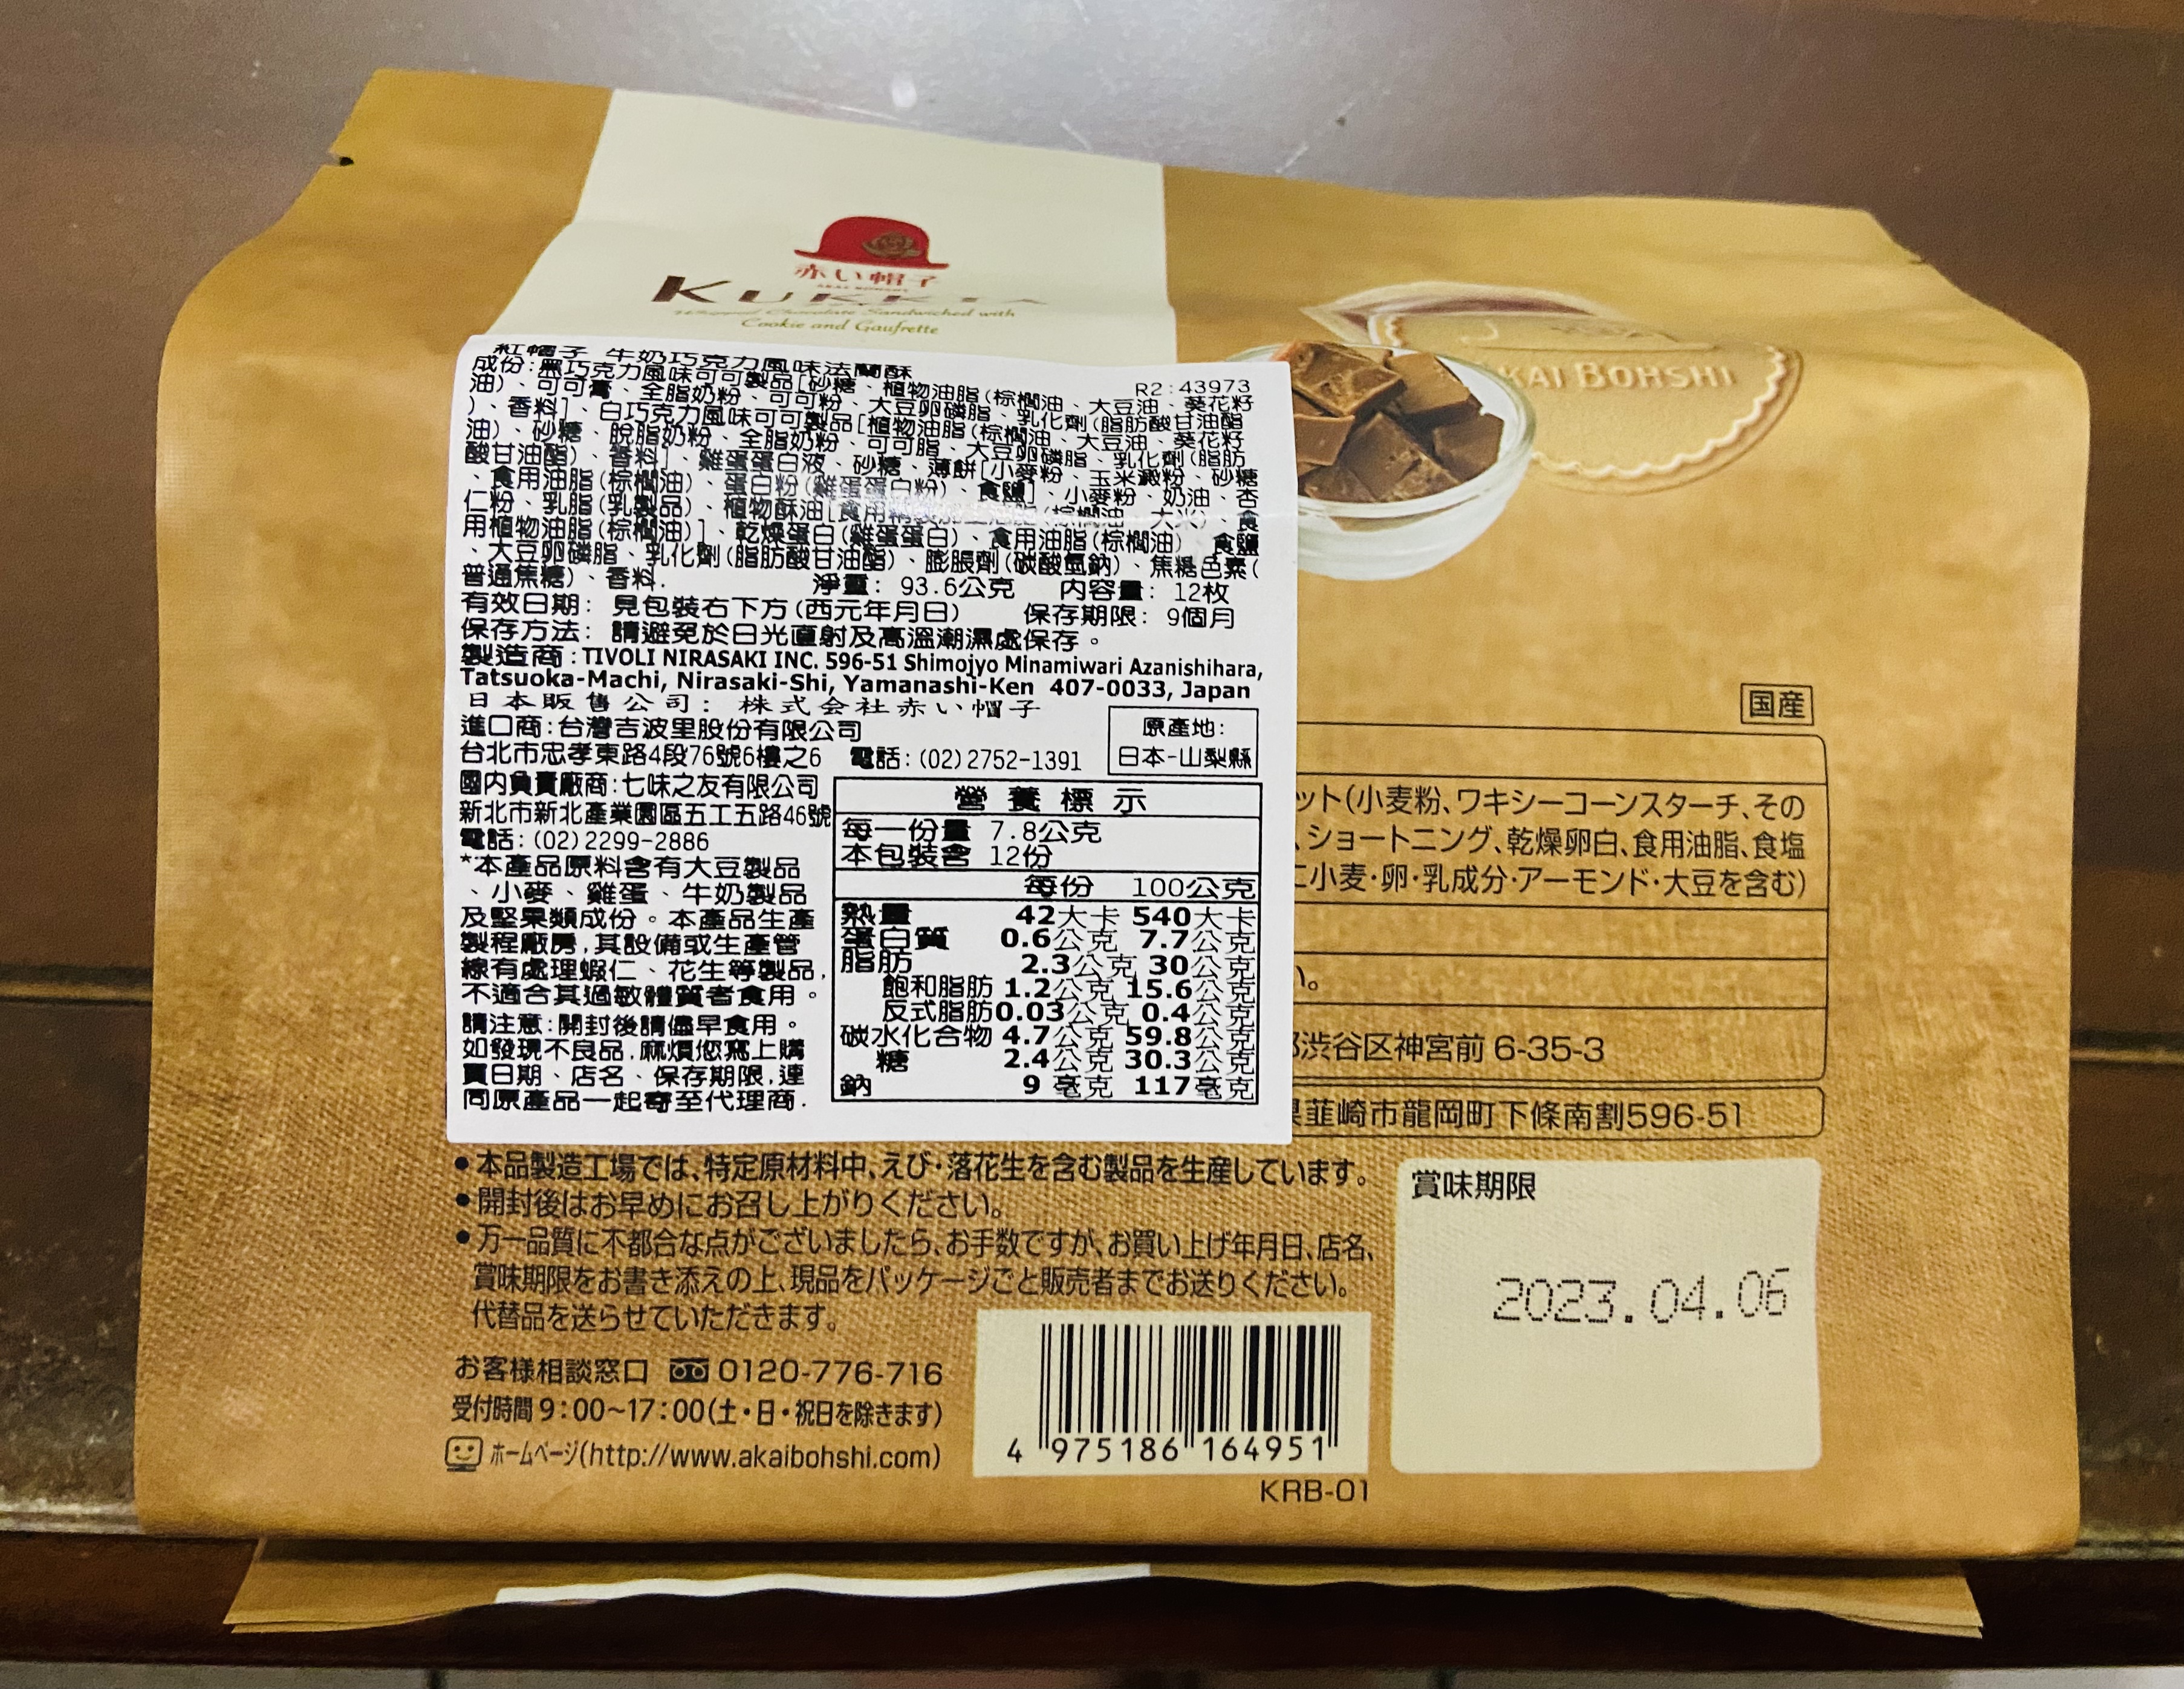 赤い帽子
AKAI BOHSHI
KUKKIA
Whipped Chocolate Sandwiched with
Cookie and Gaufrette
KAI BOHSHI
紅帽子 牛奶巧克力風味法蘭酥
R2:43973
成份:黑巧克力風味可可製品[砂糖、植物油脂(棕櫚油、大豆油、葵花籽
油)、可可膏、全脂奶粉、可可粉、大豆卵磷脂、乳化劑(脂肪酸甘油酯
)、香料]、白巧克力風味可可製品[植物油脂(棕櫚油、大豆油、葵花籽
油)、砂糖、脫脂奶粉、全脂奶粉、可可脂、大豆卵磷脂、乳化劑(脂肪
酸甘油酯)、香料]、雞蛋蛋白液、砂糖、薄餅[小麥粉、玉米澱粉、砂糖
、食用油脂(棕櫚油)、蛋白粉(雞蛋蛋白粉)、食鹽]、小麥粉、奶油、杏
仁粉、乳脂(乳製品)、植物酥油[食用精製加工油脂(棕櫚油、大米)、食
用植物油脂(棕櫚油)]、乾燥蛋白(雞蛋蛋白)、食用油脂(棕櫚油)、食鹽
、大豆卵磷脂、乳化劑(脂肪酸甘油酯)、膨脹劑(碳酸氫鈉)、焦糖色素(
普通焦糖)、香料. 淨重: 93.6公克 內容量: 12枚
有效日期: 見包裝右下方(西元年月日) 保存期限: 9個月
保存方法: 請避免於日光直射及高溫潮濕處保存。
製造商:TIVOLI NIRASAKI INC. 596-51 Shimojyo Minamiwari Azanishihara,
Tatsuoka-Machi, Nirasaki-Shi, Yamanashi-Ken 407-0033, Japan
日本販售公司: 株式会社赤い帽子
進口商:台灣吉波里股份有限公司
台北市忠孝東路4段76號6樓之6 電話:(02)2752-1391
原產地:
日本-山梨縣
國內負責廠商:七味之友有限公司
新北市新北產業園區五工五路46號
電話:(02)2299-2886
*本產品原料含有大豆製品
、小麥、雞蛋、牛奶製品
及堅果類成份。本產品生產
製程廠房,其設備或生產管
線有處理蝦仁、花生等製品,
不適合其過敏體質者食用。
請注意:開封後請儘早食用。
如發現不良品,麻煩您寫上購
買日期、店名、保存期限,連
同原產品一起寄至代理商.
營養標示
每一份量 7.8公克
本包裝含 12份
每份 100公克
熱量 42大卡 540大卡
蛋白質 0.6公克 7.7公克
脂肪 2.3公克 30公克
飽和脂肪 1.2公克 15.6公克
反式脂肪 0.03公克 0.4公克
碳水化合物 4.7公克 59.8公克
糖 2.4公克 30.3公克
鈉 9 毫克 117毫克
国産
ット(小麦粉、ワキシーコーンスターチ、その
、ショートニング、乾燥卵白、食用油脂、食塩
に小麦・卵・乳成分・アーモンド・大豆を含む)
い。
渋谷区神宮前 6-35-3
韮崎市龍岡町下條南割596-51
●本品製造工場では、特定原材料中、えび・落花生を含む製品を生産しています。
●開封後はお早めにお召し上がりください。
●万一品質に不都合な点がございましたら、お手数ですが、お買い上げ年月日、店名、
賞味期限をお書き添えの上、現品をパッケージごと販売者までお送りください。
代替品を送らせていただきます。
お客様相談窓口 0120-776-716
受付時間9:00~17:00(土・日・祝日を除きます)
ホームページ(http://www.akaibohshi.com)
4 975186 164951
KRB-01
賞味期限
2023.04.06